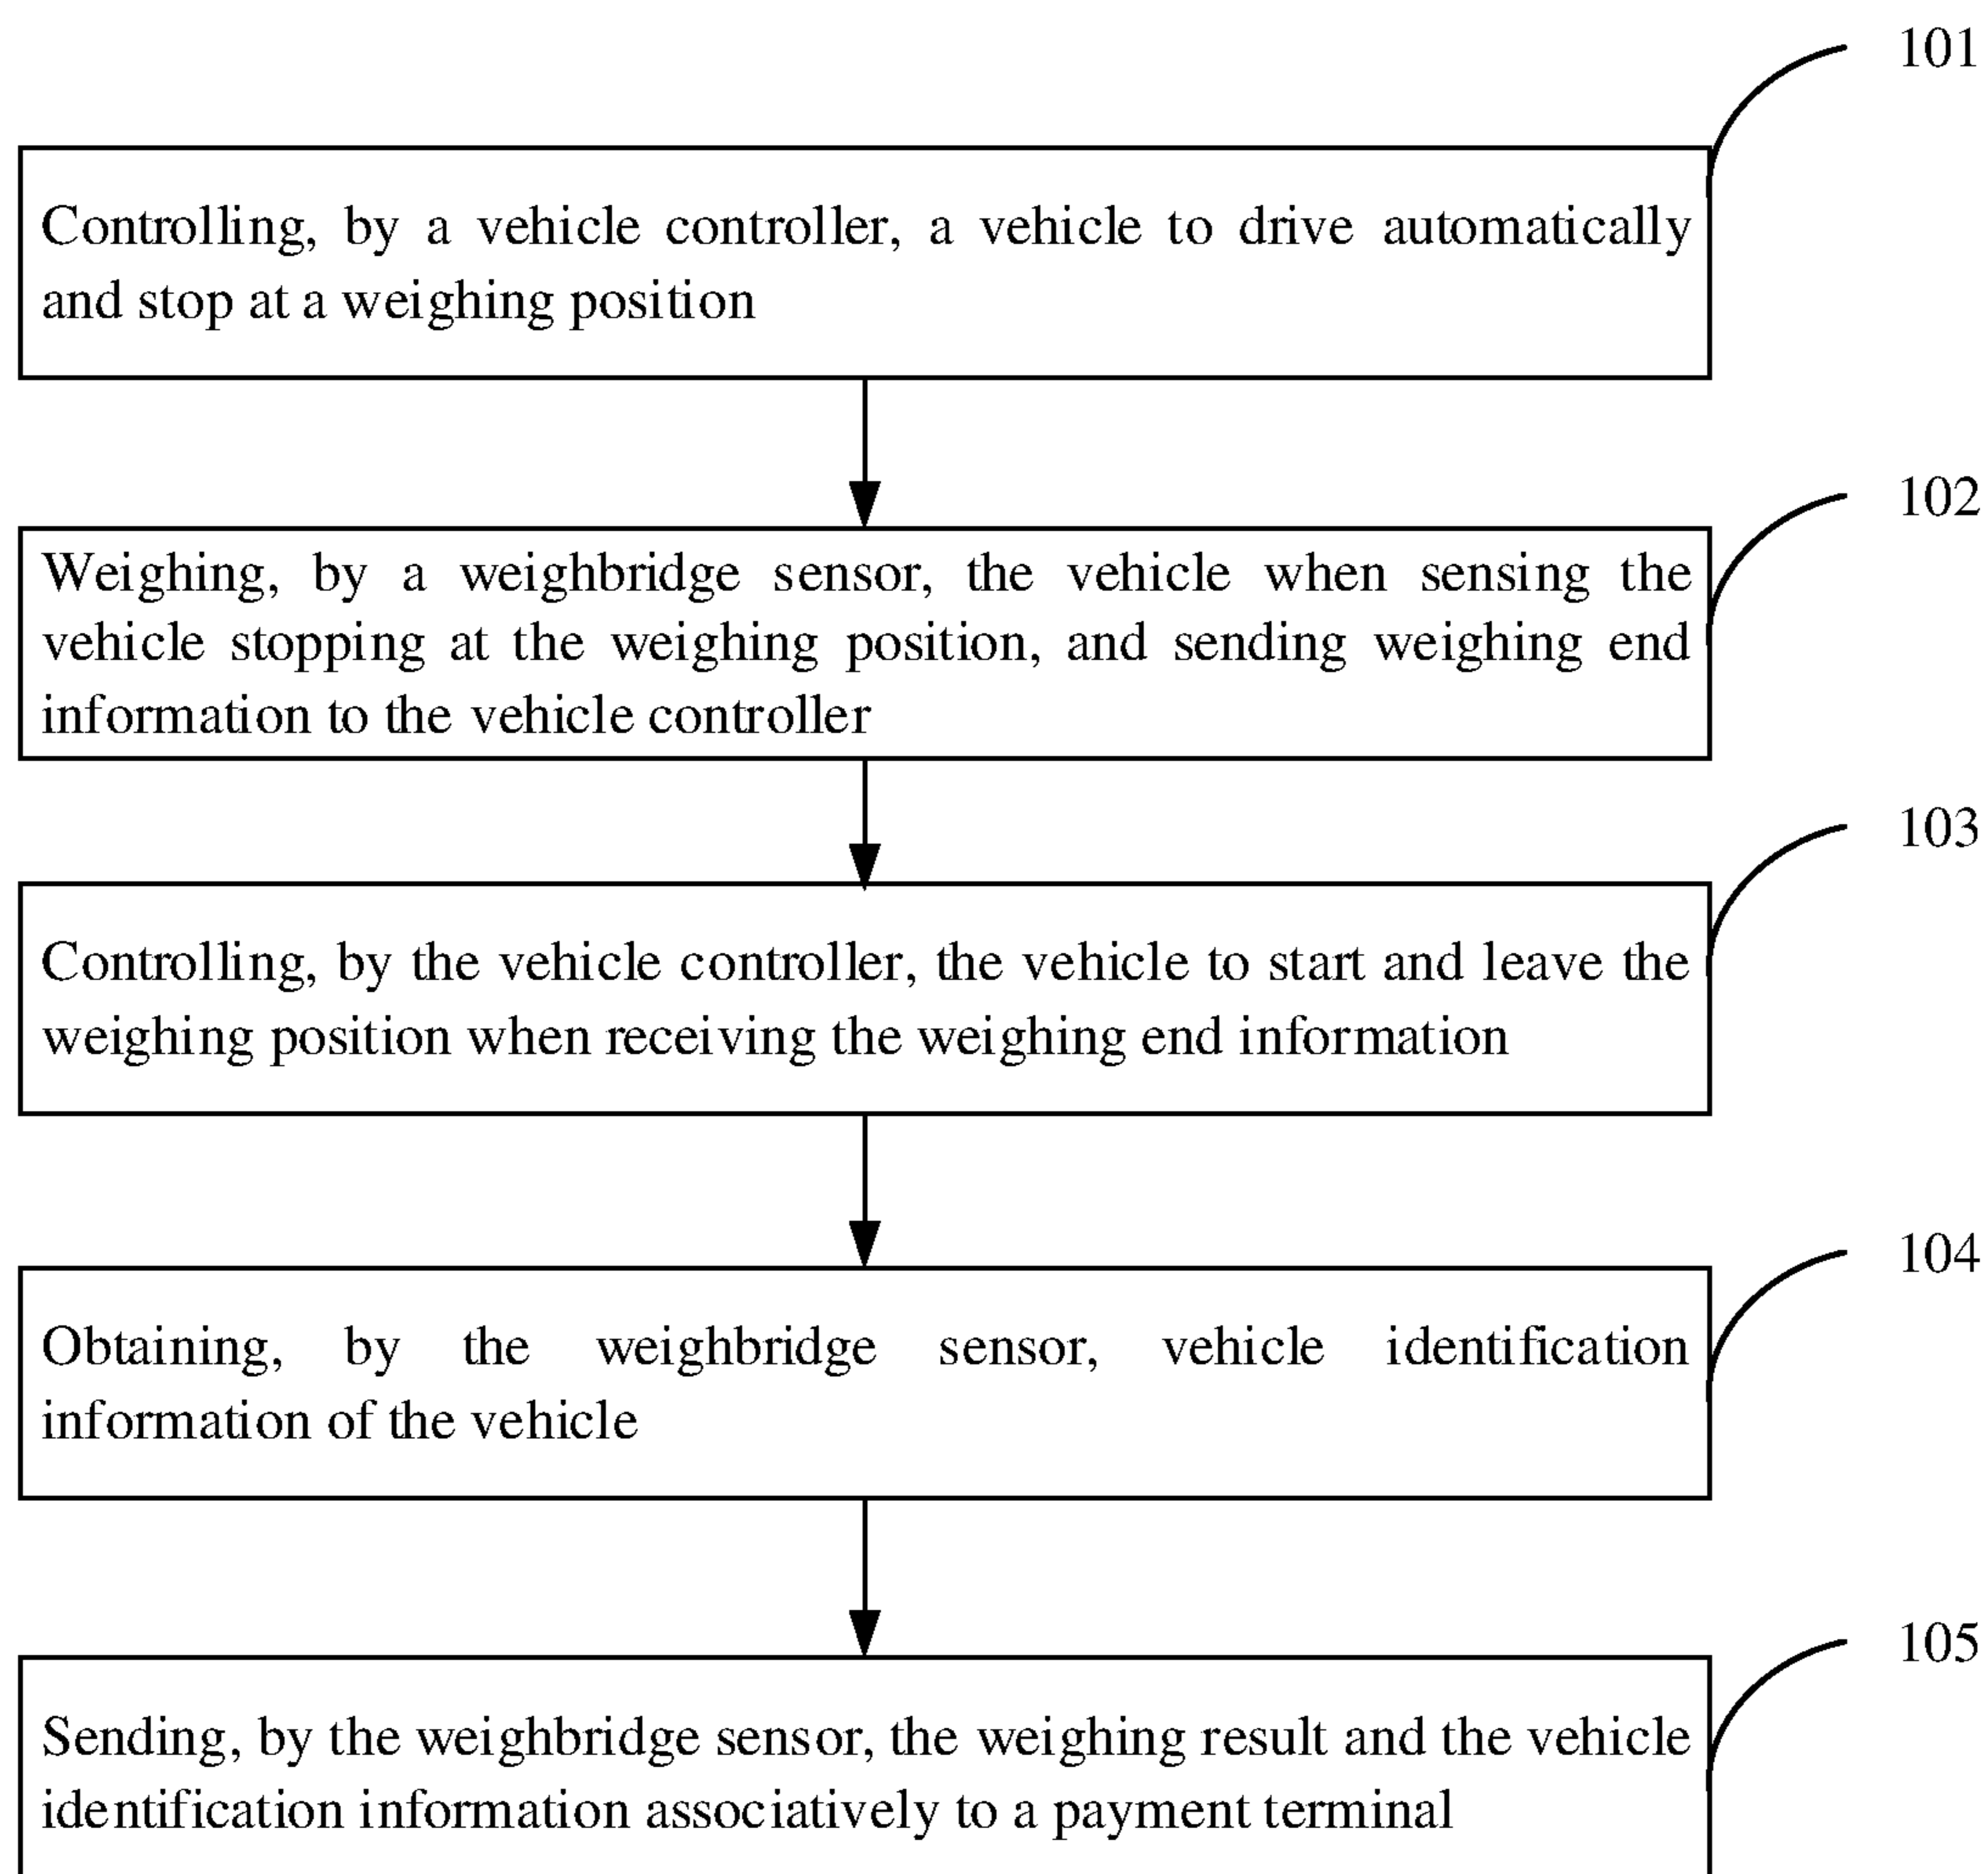 101
Controlling, by a vehicle controller, a vehicle to drive automatically
and stop at a weighing position
102
Weighing, by a weighbridge sensor, the vehicle when sensing the
vehicle stopping at the weighing position, and sending weighing end
information to the vehicle controller
103
Controlling, by the vehicle controller, the vehicle to start and leave the
weighing position when receiving the weighing end information
104
Obtaining, by the weighbridge sensor, vehicle identification
information of the vehicle
105
Sending, by the weighbridge sensor, the weighing result and the vehicle
identification information associatively to a payment terminal